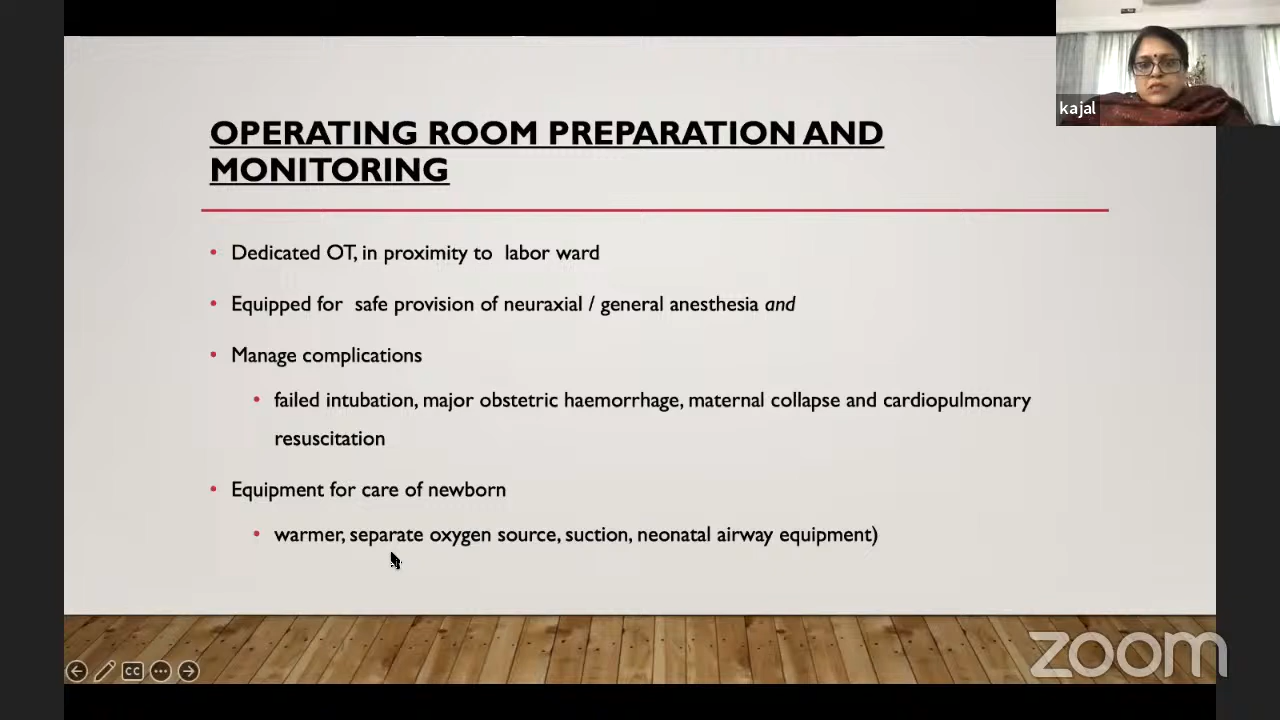 kajal
OPERATING ROOM PREPARATION AND
MONITORING
• Dedicated OT, in proximity to labor ward
• Equipped for safe provision of neuraxial / general anesthesia and
• Manage complications
• failed intubation, major obstetric haemorrhage, maternal collapse and cardiopulmonary
resuscitation
• Equipment for care of newborn
• warmer, separate oxygen source, suction, neonatal airway equipment)
CC
zoom